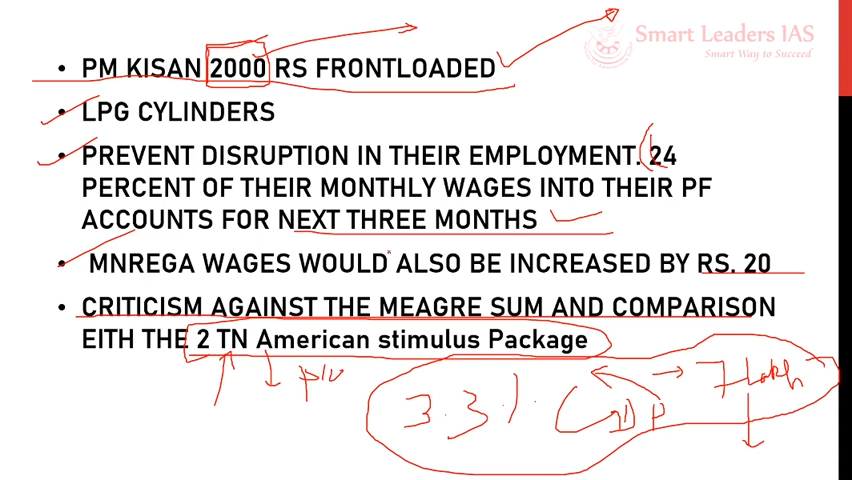 Smart Leaders IAS
Smart Way to Succeed
• PM KISAN 2000 RS FRONTLOADED
• LPG CYLINDERS
• PREVENT DISRUPTION IN THEIR EMPLOYMENT. 24
PERCENT OF THEIR MONTHLY WAGES INTO THEIR PF
ACCOUNTS FOR NEXT THREE MONTHS
• MNREGA WAGES WOULD ALSO BE INCREASED BY RS. 20
• CRITICISM AGAINST THE MEAGRE SUM AND COMPARISON
EITH THE 2 TN American stimulus Package
7 lakh
3.3 %. GDP